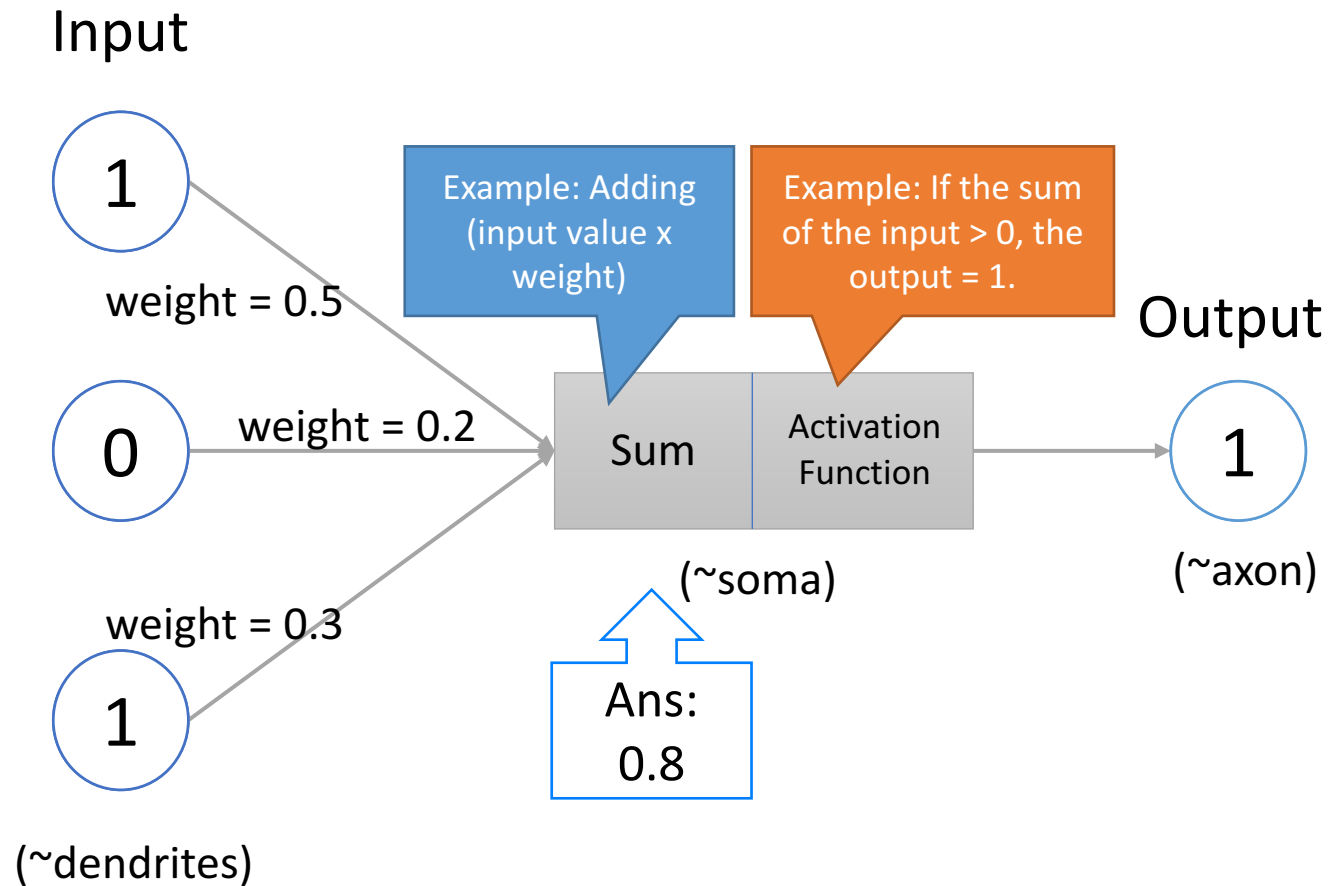 Input
1
weight = 0.5
0
weight = 0.2
1
weight = 0.3
(~dendrites)
Example: Adding
(input value x
weight)
Example: If the sum
of the input > 0, the
output = 1.
Sum
Activation
Function
(~soma)
Ans:
0.8
Output
1
(~axon)